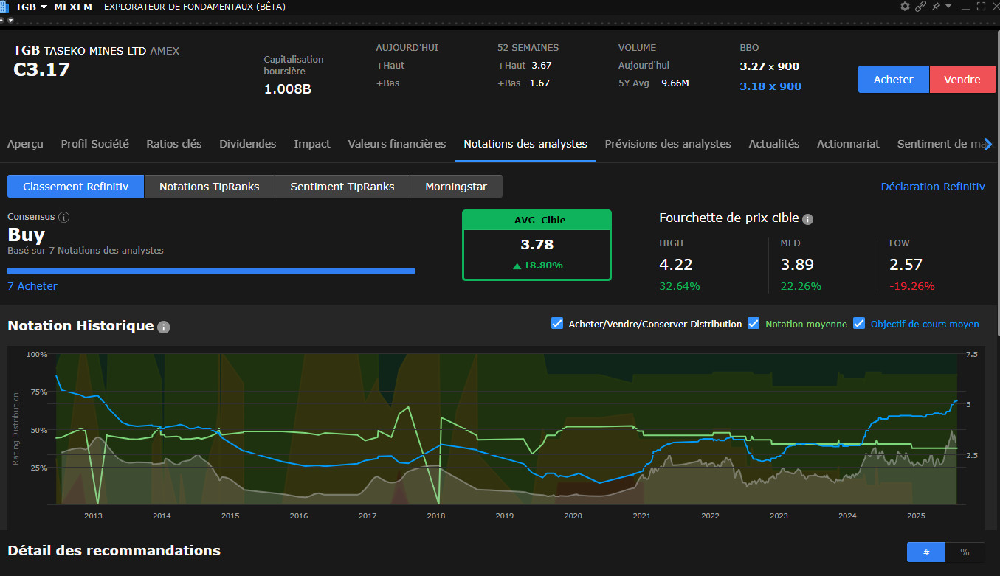 TGB MEXEM EXPLORATEUR DE FONDAMENTAUX (BÊTA)
TGB TASEKO MINES LTD AMEX
C3.17
Capitalisation
boursière
1.008B
AUJOURD'HUI
+Haut
+Bas
52 SEMAINES
+Haut 3.67
+Bas 1.67
VOLUME
Aujourd'hui
5Y Avg 9.66M
BBO
3.27 x 900
3.18 x 900
Acheter Vendre
Aperçu Profil Société Ratios clés Dividendes Impact Valeurs financières Notations des analystes Prévisions des analystes Actualités Actionnariat Sentiment de ma
Classement Refinitiv Notations TipRanks Sentiment TipRanks Morningstar Déclaration Refinitiv
Consensus
Buy
Basé sur 7 Notations des analystes
7 Acheter
AVG Cible
3.78
18.80%
Fourchette de prix cible
HIGH MED LOW
4.22 3.89 2.57
32.64% 22.26% -19.26%
Notation Historique
Acheter/Vendre/Conserver Distribution Notation moyenne Objectif de cours moyen
Rating Distribution
100% 7.5
75% 5
50%
25% 2.5
2013 2014 2015 2016 2017 2018 2019 2020 2021 2022 2023 2024 2025
Détail des recommandations
# %